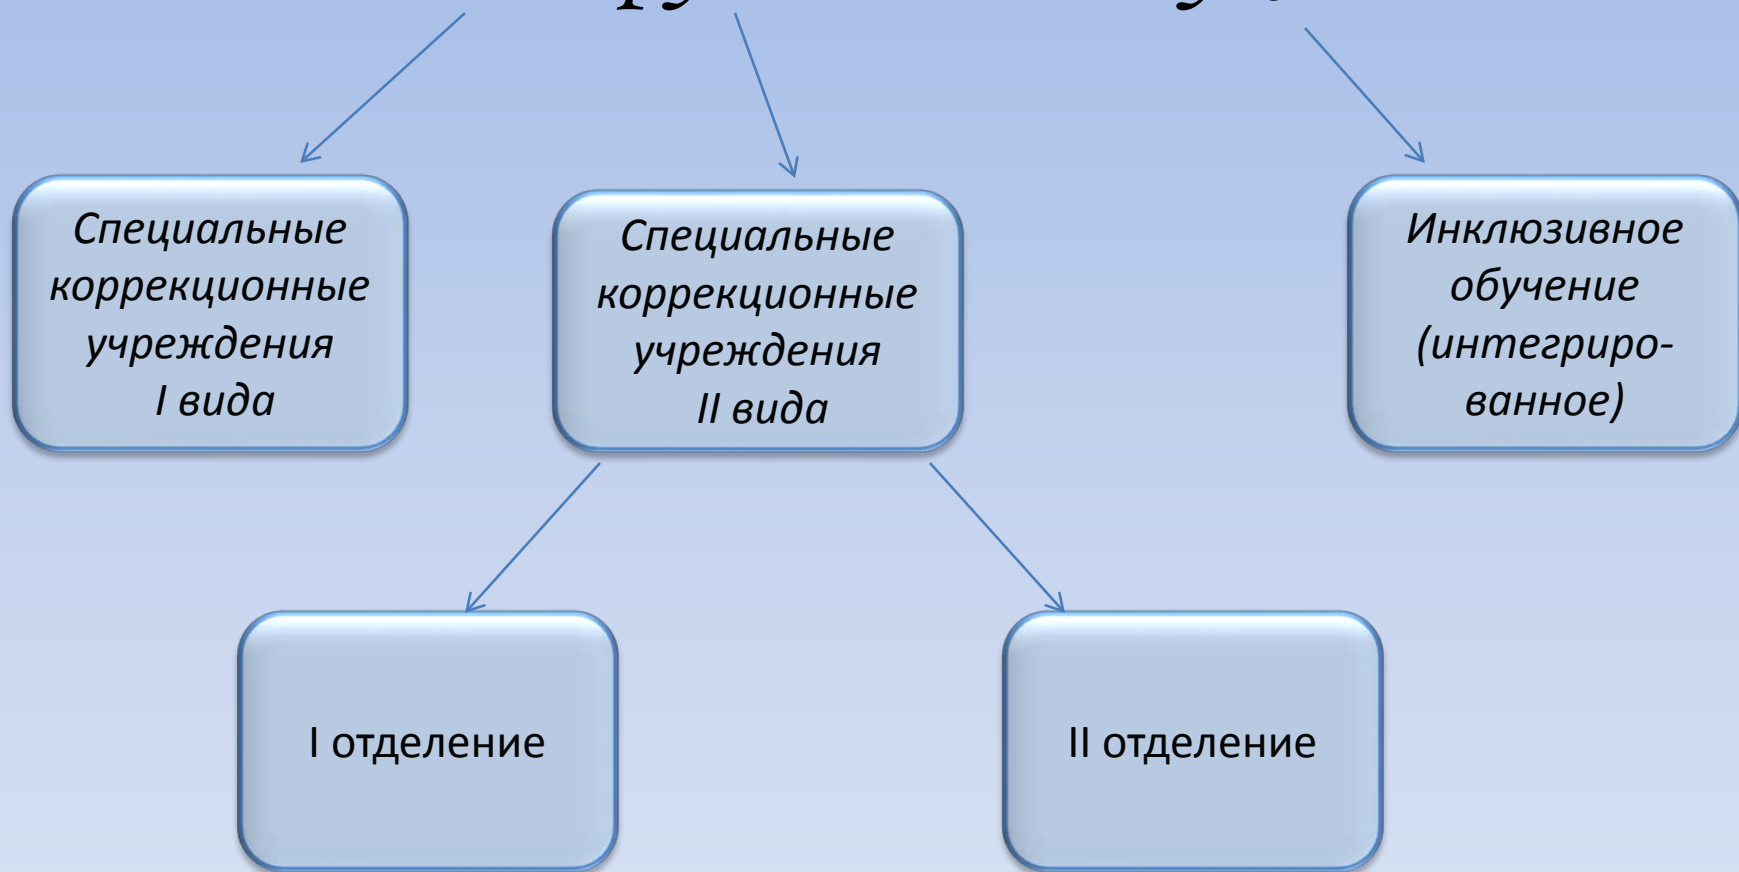 Специальные
коррекционные
учреждения
I вида
Специальные
коррекционные
учреждения
II вида
Инклюзивное
обучение
(интегриро-
ванное)
I отделение
II отделение